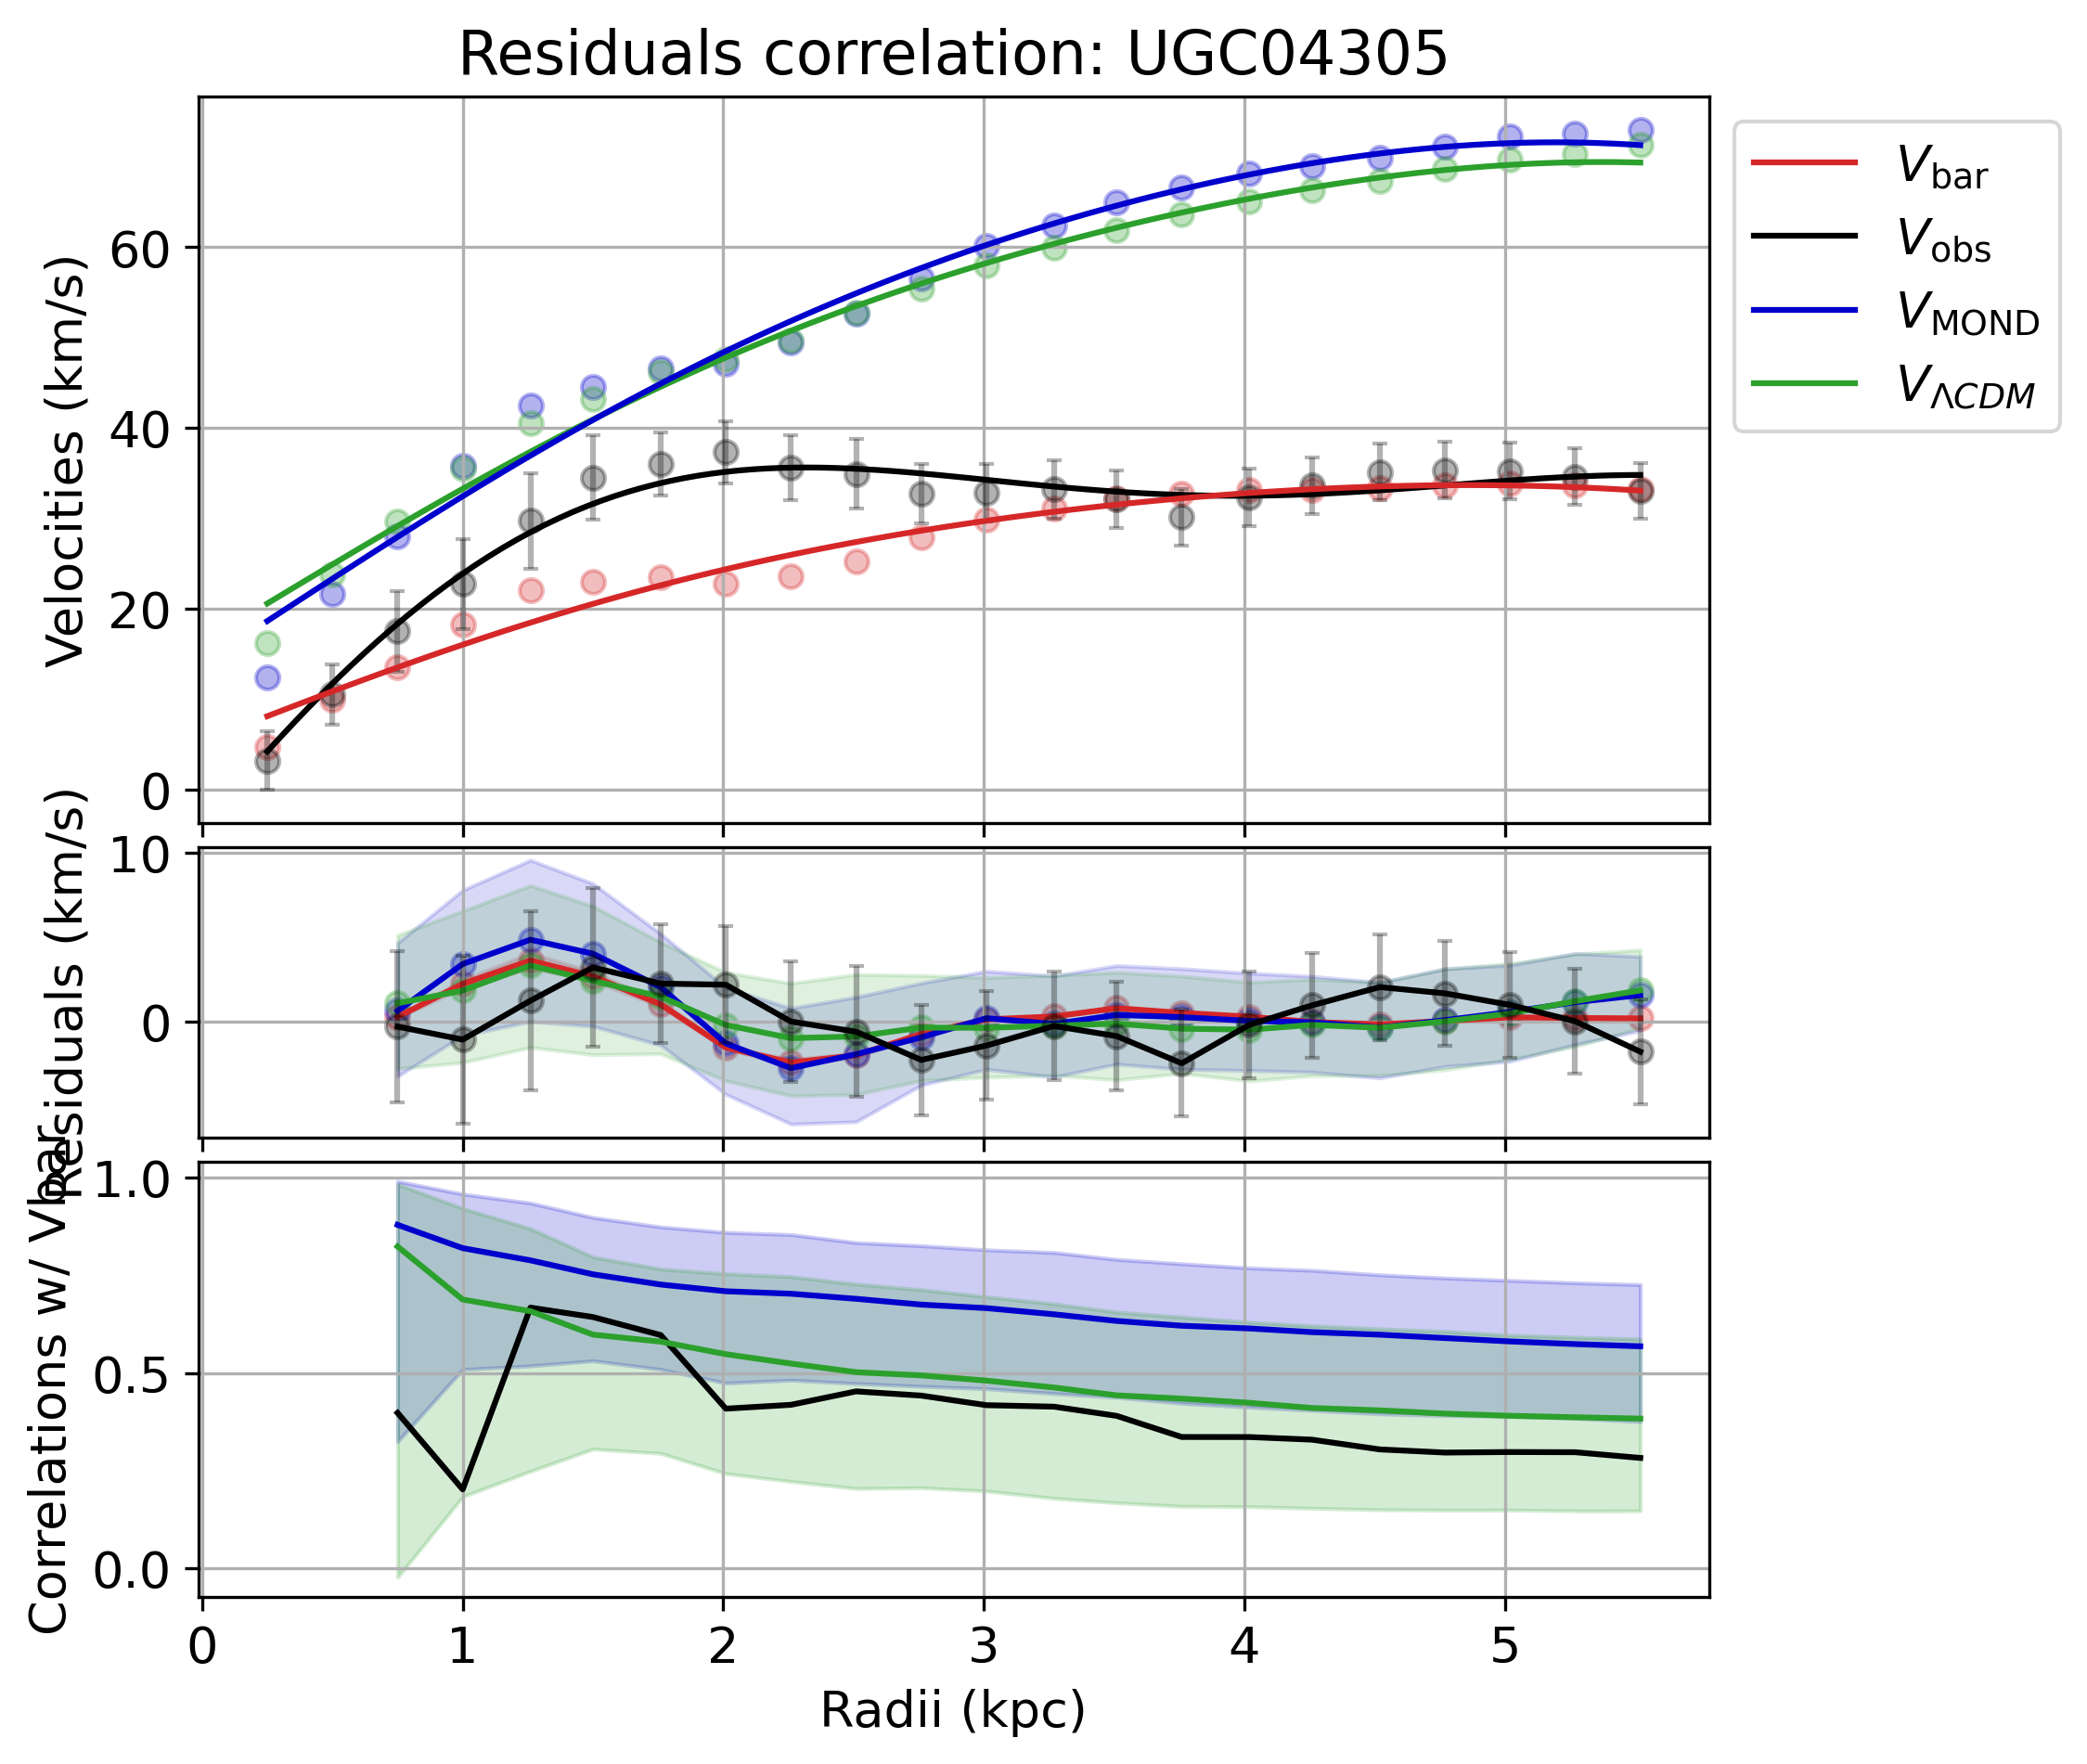 Residuals correlation: UGC04305
Velocities (km/s)
60
40
20
0
V_bar
V_obs
V_MOND
V_ΛCDM
Residuals (km/s)
10
0
Correlations w/ Vbar
1.0
0.5
0.0
0 1 2 3 4 5
Radii (kpc)